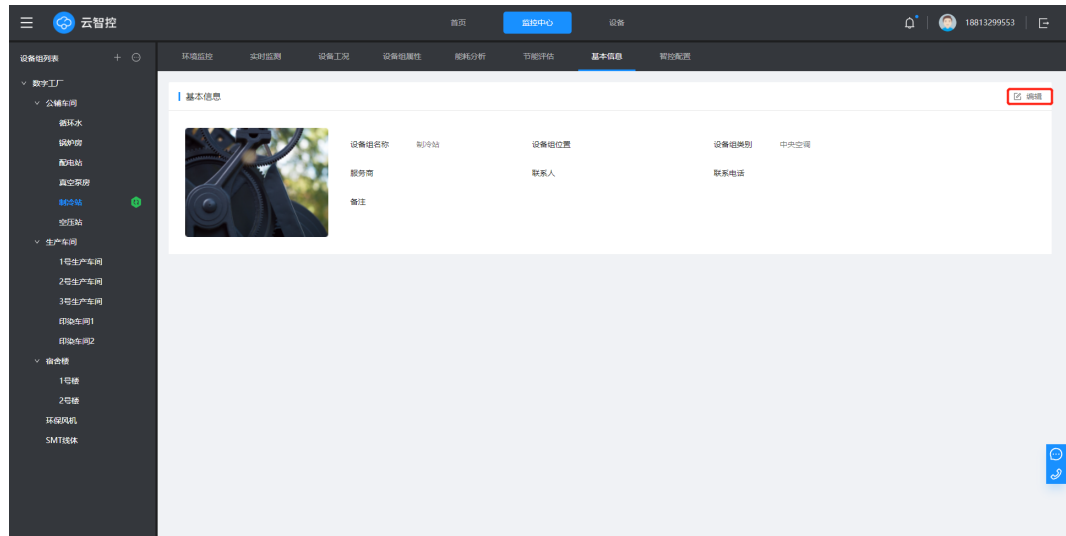 云智控
首页 监控中心 设备
18813299553
设备组列表
环境监控 实时监测 设备工况 设备组属性 能耗分析 节能评估 基本信息 智控配置
数字工厂
公辅车间
循环水
锅炉房
配电站
真空泵房
制冷站
空压站
生产车间
1号生产车间
2号生产车间
3号生产车间
印染车间1
印染车间2
宿舍楼
1号楼
2号楼
环保风机
SMT线体
基本信息 编辑
设备组名称 制冷站 设备组位置 设备组类别 中央空调
服务商 联系人 联系电话
备注